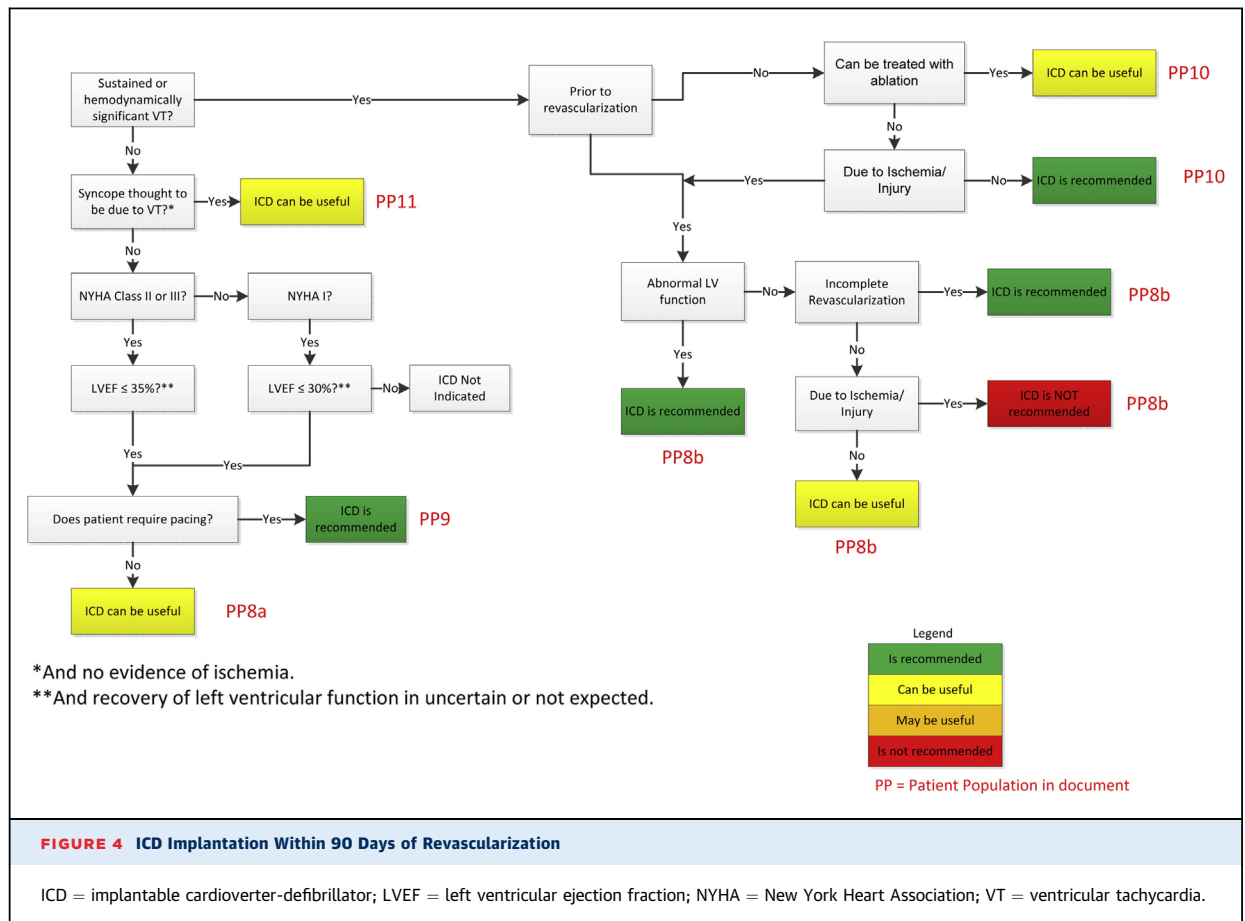 Sustained or
hemodynamically
significant VT?
Yes
Prior to
revascularization
No
Can be treated with
ablation
Yes
ICD can be useful
PP10
No
No
Syncope thought to
be due to VT?*
Yes
ICD can be useful
PP11
Yes
Due to Ischemia/
Injury
No
ICD is recommended
PP10
No
Yes
NYHA Class II or III?
No
NYHA I?
Abnormal LV
function
No
Incomplete
Revascularization
Yes
ICD is recommended
PP8b
Yes
Yes
Yes
No
LVEF ≤ 35%?**
LVEF ≤ 30%?**
No
ICD Not
Indicated
ICD is recommended
PP8b
Due to Ischemia/
Injury
Yes
ICD is NOT
recommended
PP8b
Yes
Yes
No
Does patient require pacing?
Yes
ICD is
recommended
PP9
ICD can be useful
PP8b
No
ICD can be useful
PP8a
*And no evidence of ischemia.
**And recovery of left ventricular function in uncertain or not expected.
Legend
Is recommended
Can be useful
May be useful
Is not recommended
PP = Patient Population in document
FIGURE 4 ICD Implantation Within 90 Days of Revascularization
ICD = implantable cardioverter-defibrillator; LVEF = left ventricular ejection fraction; NYHA = New York Heart Association; VT = ventricular tachycardia.